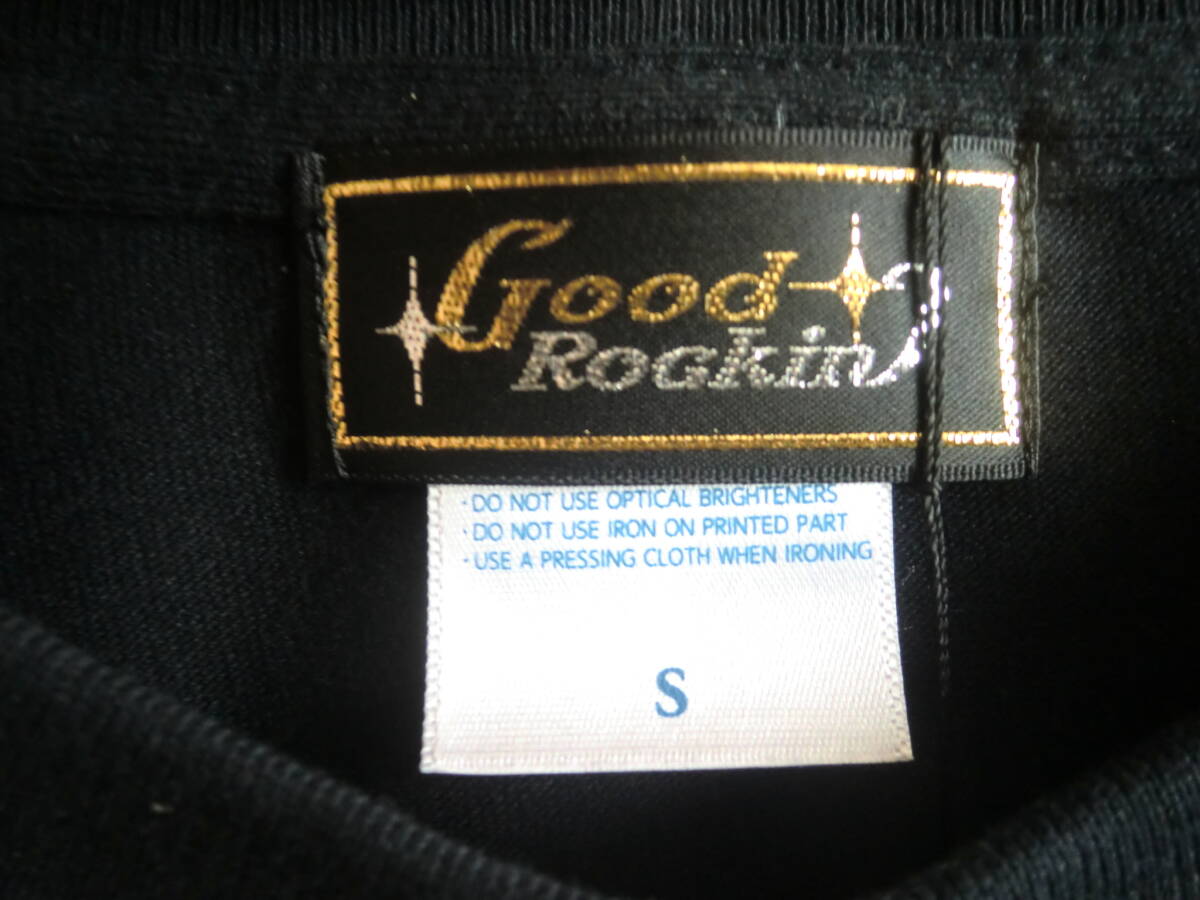 Good
Rockin'
· DO NOT USE OPTICAL BRIGHTENERS
· DO NOT USE IRON ON PRINTED PART
· USE A PRESSING CLOTH WHEN IRONING
S